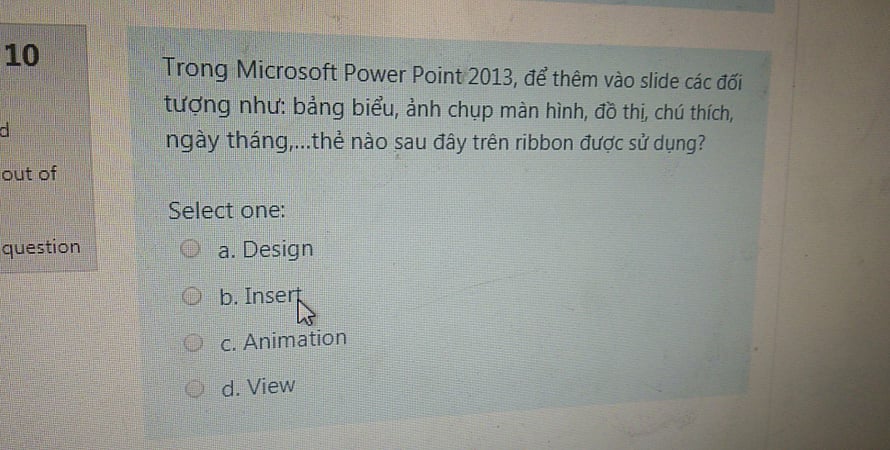 10
d
out of
question
Trong Microsoft Power Point 2013, để thêm vào slide các đối
tượng như: bảng biểu, ảnh chụp màn hình, đồ thị, chú thích,
ngày tháng,...thẻ nào sau đây trên ribbon được sử dụng?
Select one:
a. Design
b. Insert
c. Animation
d. View